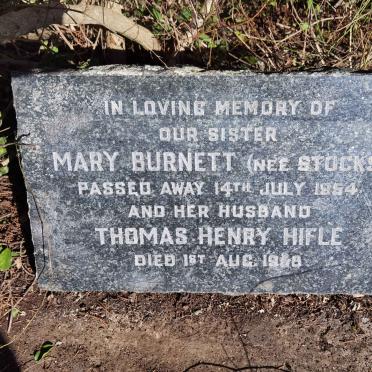 IN LOVING MEMORY OF
OUR SISTER
MARY BURNETT (NEE STOCKS
PASSED AWAY 14TH JULY 1954
AND HER HUSBAND
THOMAS HENRY HIFLE
DIED 1ST AUG.